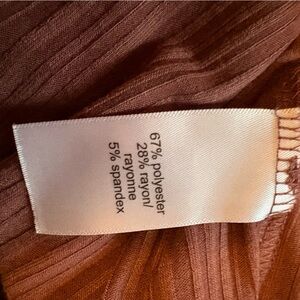 67% polyester
28% rayon/
rayonne
5% spandex